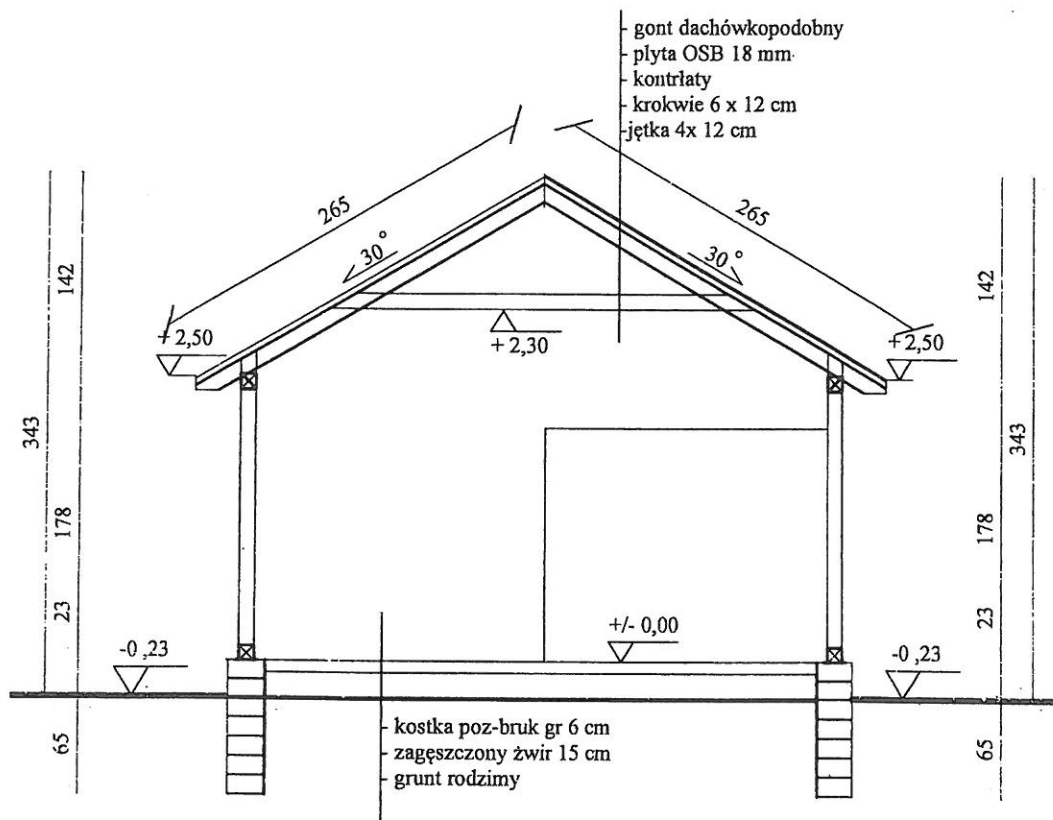 - gont dachówkopodobny
- plyta OSB 18 mm
- kontrłaty
- krokwie 6 x 12 cm
- jętka 4x 12 cm
265
265
30°
30°
142
142
+2,50
+2,30
+2,50
343
343
178
178
23
+/- 0,00
23
-0,23
-0,23
65
- kostka poz-bruk gr 6 cm
- zagęszczony żwir 15 cm
- grunt rodzimy
65